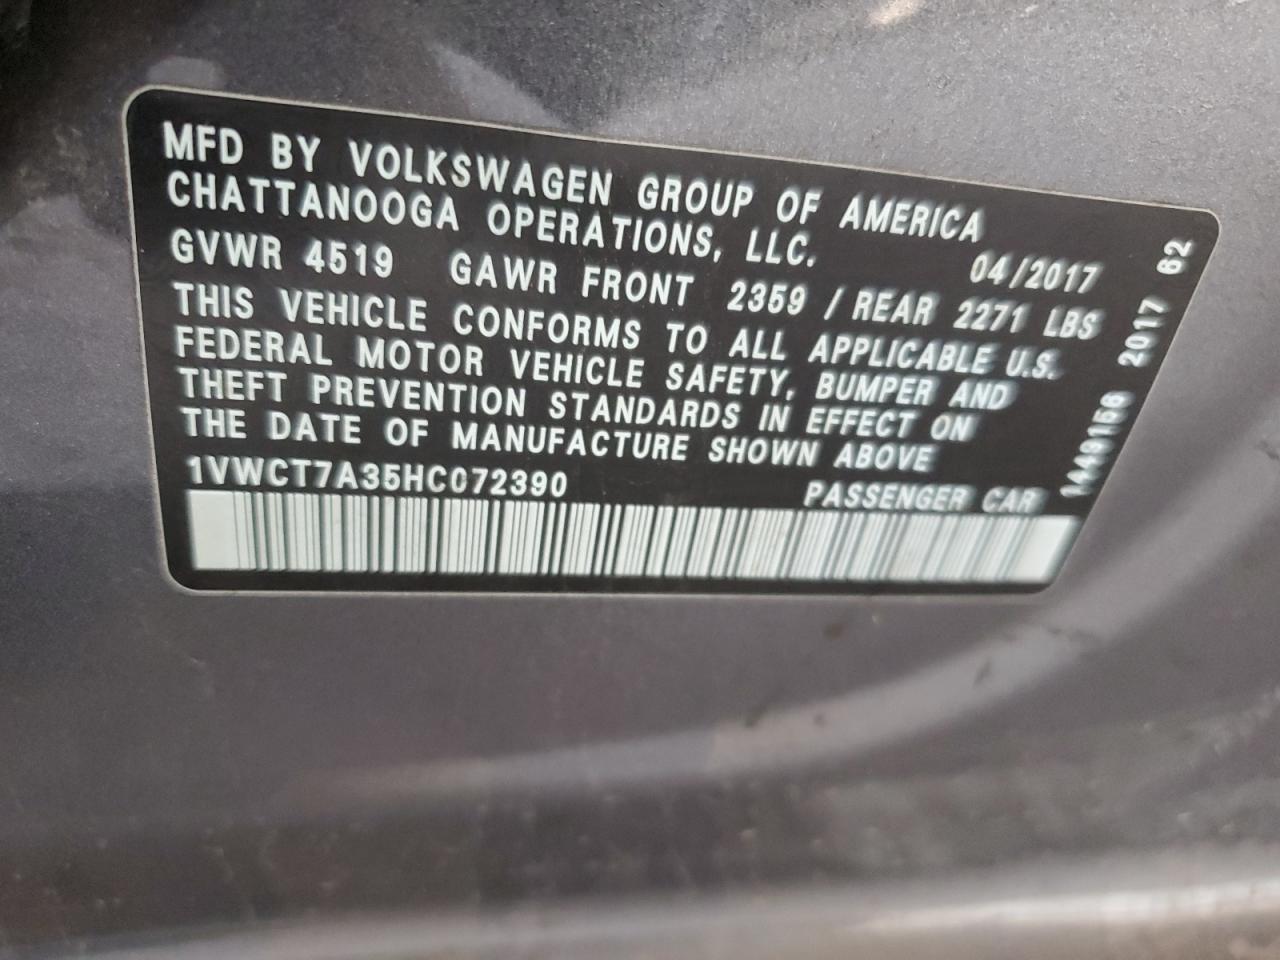 MFD BY VOLKSWAGEN GROUP OF AMERICA
CHATTANOOGA OPERATIONS, LLC. 04/2017
GVWR 4519 GAWR FRONT 2359 / REAR 2271 LBS
THIS VEHICLE CONFORMS TO ALL APPLICABLE U.S.
FEDERAL MOTOR VEHICLE SAFETY, BUMPER AND
THEFT PREVENTION STANDARDS IN EFFECT ON
THE DATE OF MANUFACTURE SHOWN ABOVE
1VWCT7A35HC072390 PASSENGER CAR
1449156 2017 62